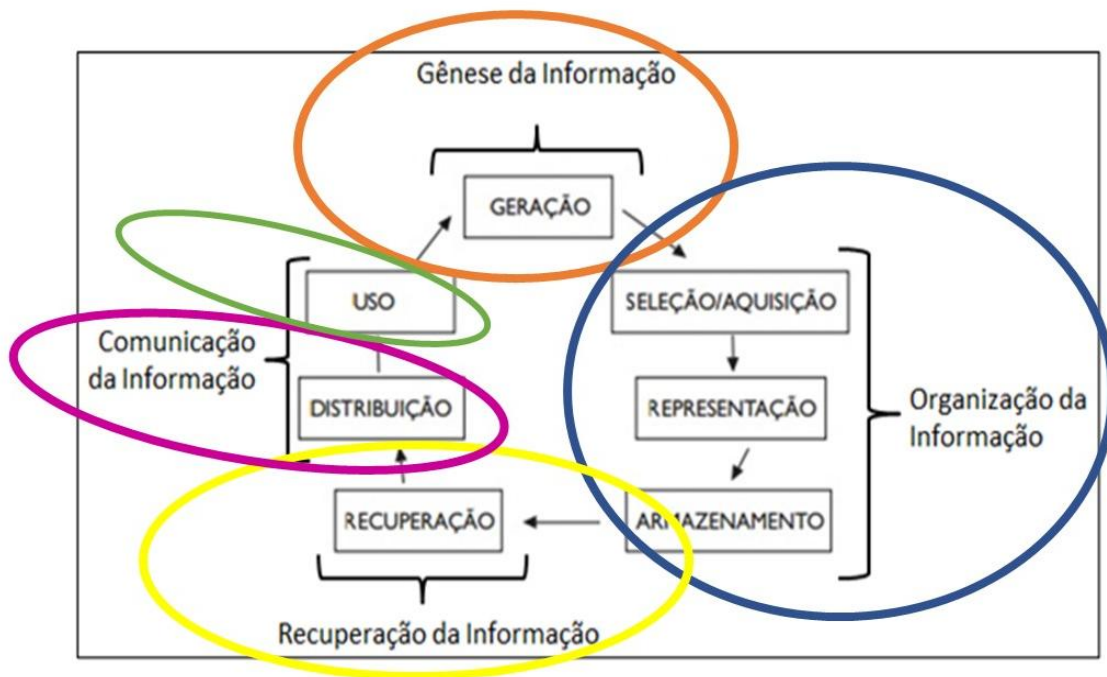 Gênese da Informação
GERAÇÃO
USO
SELEÇÃO/AQUISIÇÃO
Comunicação
da Informação
DISTRIBUIÇÃO
REPRESENTAÇÃO
Organização da
Informação
RECUPERAÇÃO
ARMAZENAMENTO
Recuperação da Informação